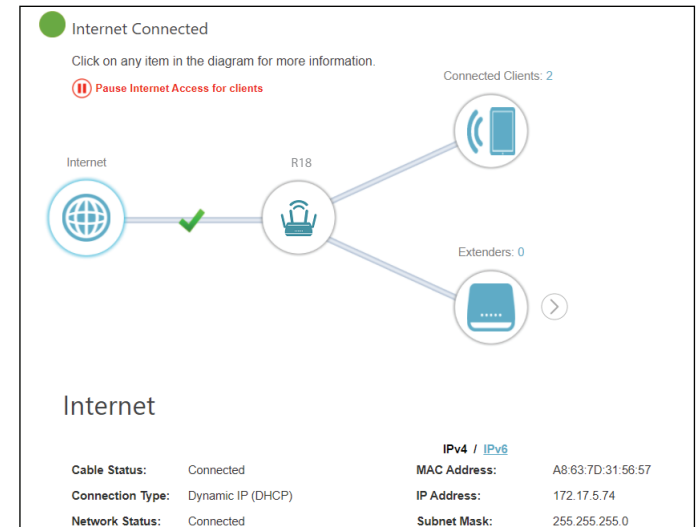 Internet Connected
Click on any item in the diagram for more information.
Pause Internet Access for clients
Connected Clients: 2
Internet
R18
Extenders: 0
Internet
IPv4 / IPv6
Cable Status: Connected MAC Address: A8:63:7D:31:56:57
Connection Type: Dynamic IP (DHCP) IP Address: 172.17.5.74
Network Status: Connected Subnet Mask: 255.255.255.0